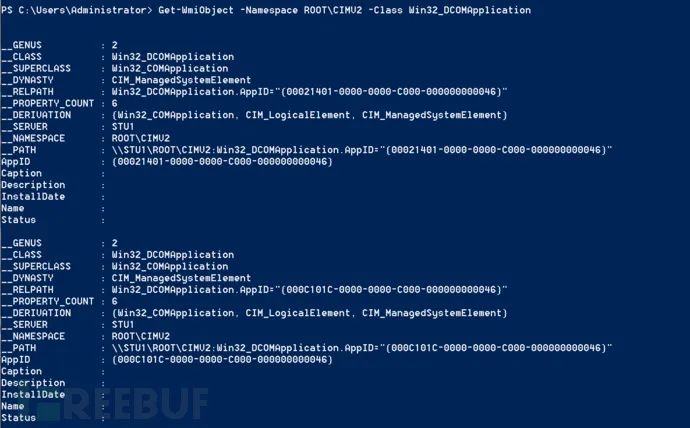 PS C:\Users\Administrator> Get-WmiObject -Namespace ROOT\CIMV2 -Class Win32_DCOMApplication
__GENUS : 2
__CLASS : Win32_DCOMApplication
__SUPERCLASS : Win32_COMApplication
__DYNASTY : CIM_ManagedSystemElement
__RELPATH : Win32_DCOMApplication.AppID="{00021401-0000-0000-C000-000000000046}"
__PROPERTY_COUNT : 6
__DERIVATION : {Win32_COMApplication, CIM_LogicalElement, CIM_ManagedSystemElement}
__SERVER : STU1
__NAMESPACE : ROOT\CIMV2
__PATH : \\STU1\ROOT\CIMV2:Win32_DCOMApplication.AppID="{00021401-0000-0000-C000-000000000046}"
AppID : {00021401-0000-0000-C000-000000000046}
Caption :
Description :
InstallDate :
Name :
Status :
__GENUS : 2
__CLASS : Win32_DCOMApplication
__SUPERCLASS : Win32_COMApplication
__DYNASTY : CIM_ManagedSystemElement
__RELPATH : Win32_DCOMApplication.AppID="{000C101C-0000-0000-C000-000000000046}"
__PROPERTY_COUNT : 6
__DERIVATION : {Win32_COMApplication, CIM_LogicalElement, CIM_ManagedSystemElement}
__SERVER : STU1
__NAMESPACE : ROOT\CIMV2
__PATH : \\STU1\ROOT\CIMV2:Win32_DCOMApplication.AppID="{000C101C-0000-0000-C000-000000000046}"
AppID : {000C101C-0000-0000-C000-000000000046}
Caption :
Description :
InstallDate :
Name :
Status :
REEBUF